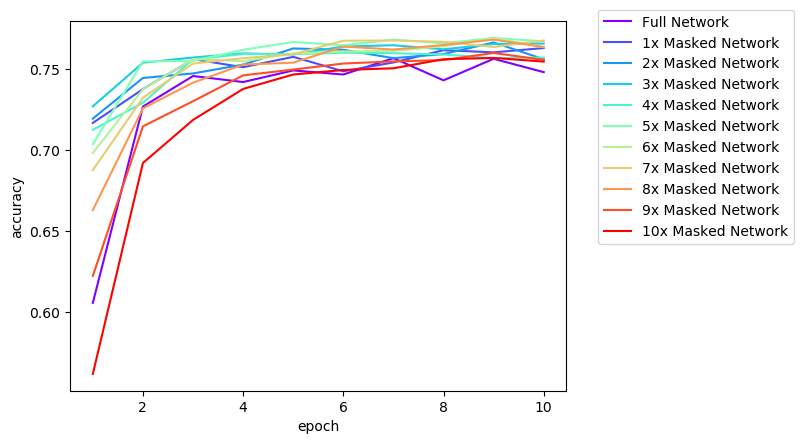 Full Network
1x Masked Network
2x Masked Network
3x Masked Network
4x Masked Network
5x Masked Network
6x Masked Network
7x Masked Network
8x Masked Network
9x Masked Network
10x Masked Network
accuracy
0.75
0.70
0.65
0.60
2 4 6 8 10
epoch